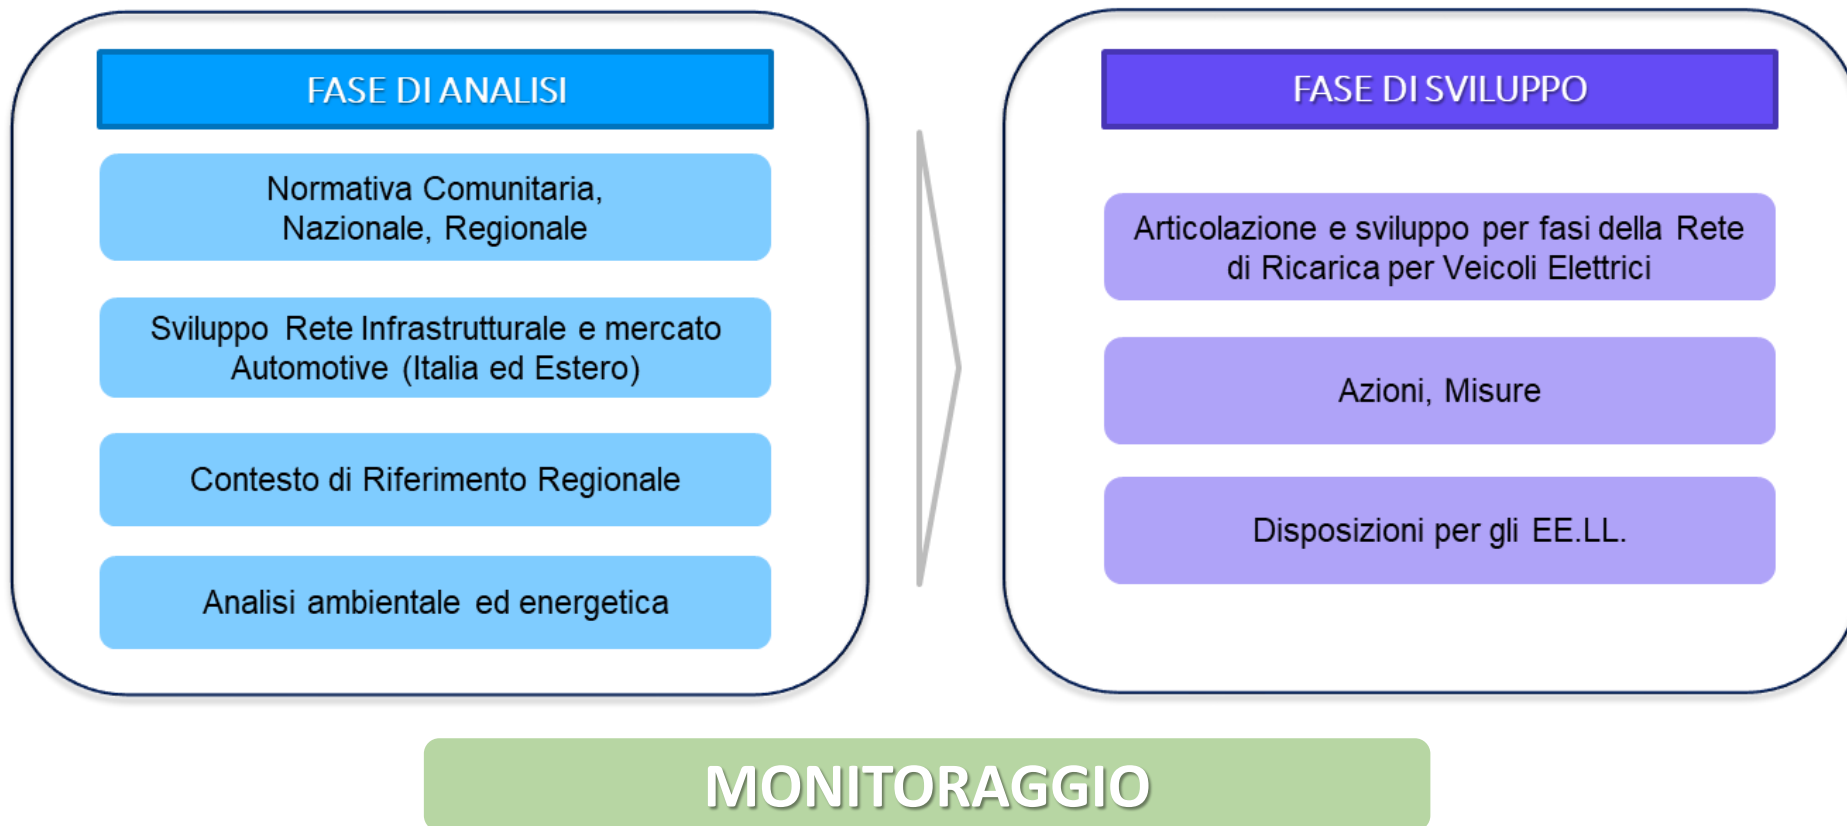 FASE DI ANALISI
Normativa Comunitaria,
Nazionale, Regionale
Sviluppo Rete Infrastrutturale e mercato
Automotive (Italia ed Estero)
Contesto di Riferimento Regionale
Analisi ambientale ed energetica
FASE DI SVILUPPO
Articolazione e sviluppo per fasi della Rete
di Ricarica per Veicoli Elettrici
Azioni, Misure
Disposizioni per gli EE.LL.
MONITORAGGIO